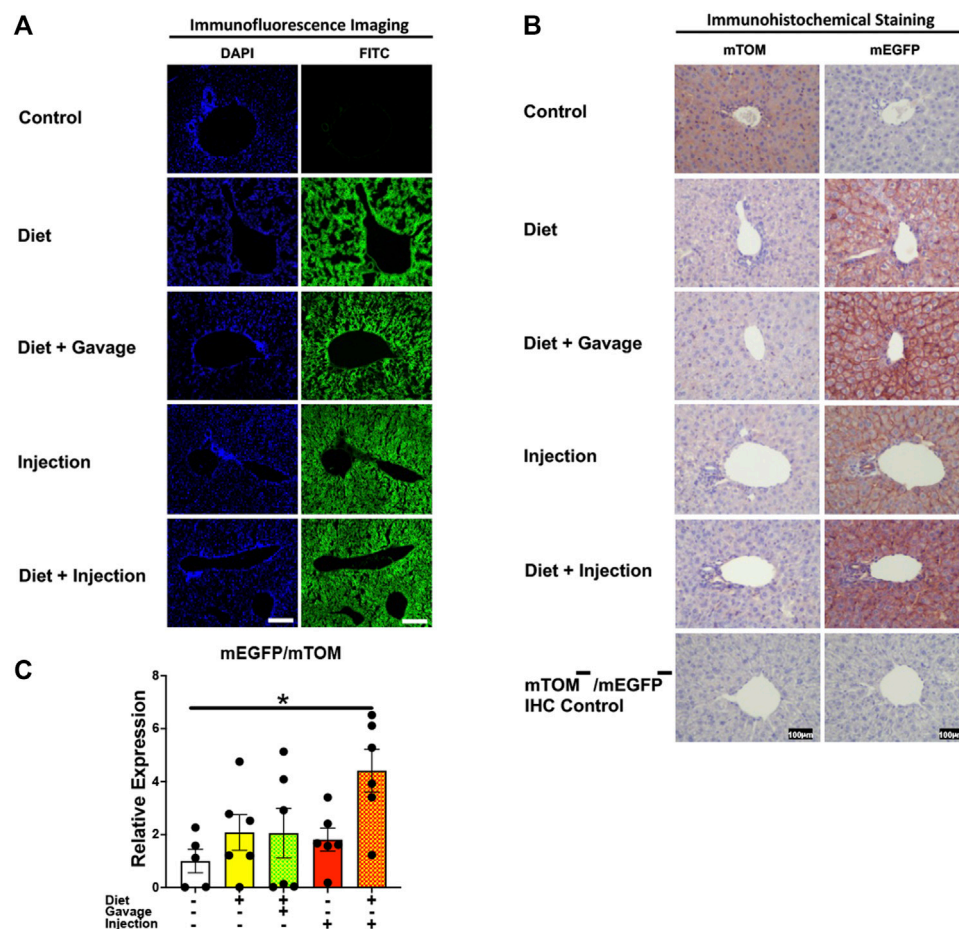 A
Immunofluorescence Imaging
DAPI FITC
Control
Diet
Diet + Gavage
Injection
Diet + Injection
B
Immunohistochemical Staining
mTOM mEGFP
Control
Diet
Diet + Gavage
Injection
Diet + Injection
mTOM⁻/mEGFP⁻
IHC Control
100µm 100µm
C
mEGFP/mTOM
Relative Expression
8
6
4
2
0
*
Diet - + + - +
Gavage - - + - -
Injection - - - + +